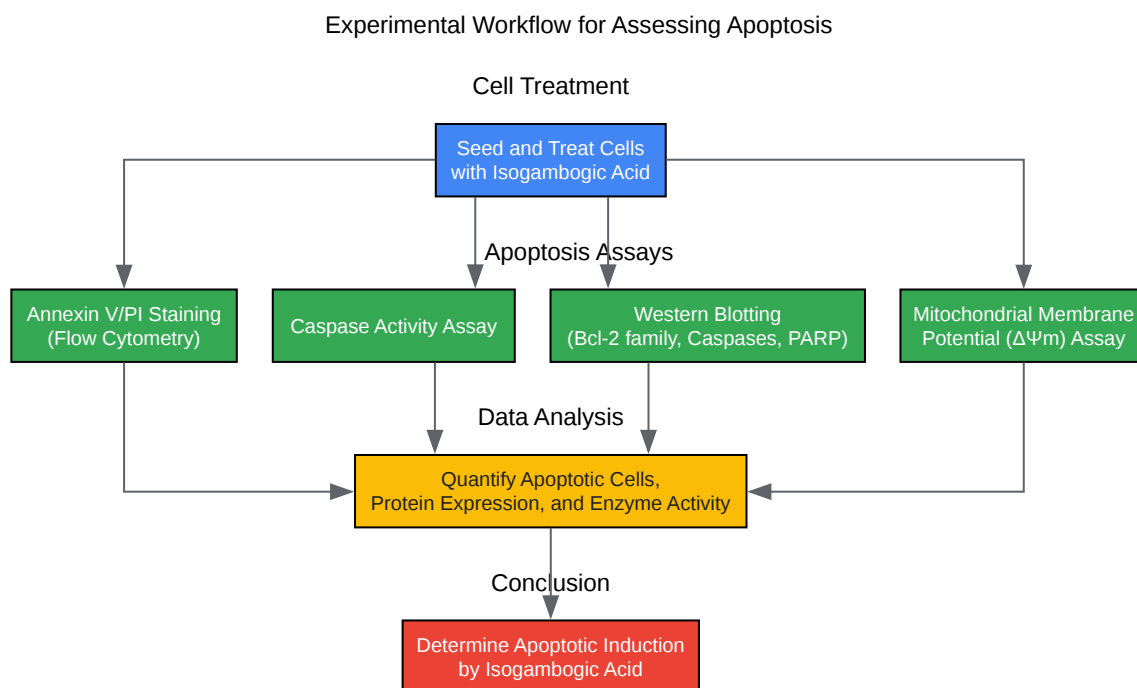 Experimental Workflow for Assessing Apoptosis
Cell Treatment
Seed and Treat Cells
with Isogambogic Acid
Apoptosis Assays
Annexin V/PI Staining
(Flow Cytometry)
Caspase Activity Assay
Western Blotting
(Bcl-2 family, Caspases, PARP)
Mitochondrial Membrane
Potential (ΔΨm) Assay
Data Analysis
Quantify Apoptotic Cells,
Protein Expression, and Enzyme Activity
Conclusion
Determine Apoptotic Induction
by Isogambogic Acid